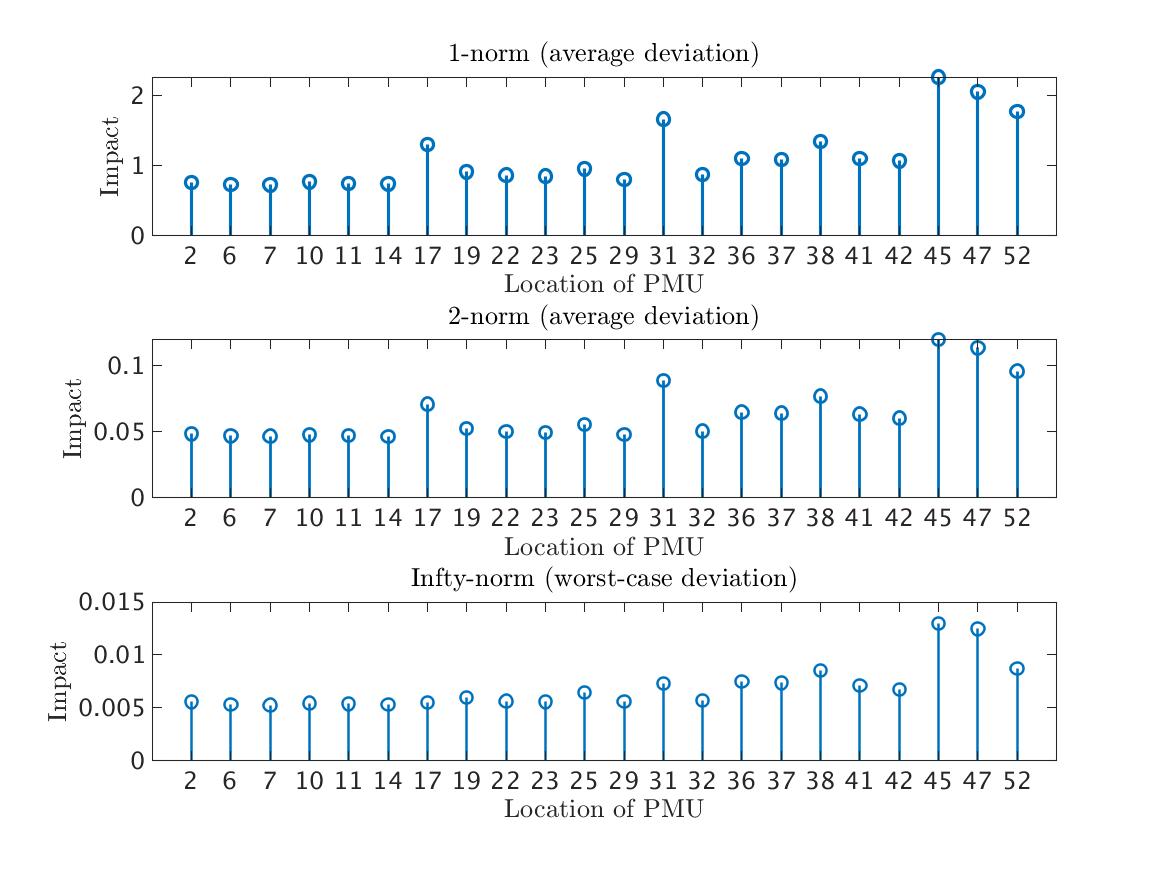 1-norm (average deviation)
2
1
0
Impact
2 6 7 10 11 14 17 19 22 23 25 29 31 32 36 37 38 41 42 45 47 52
Location of PMU
2-norm (average deviation)
0.1
0.05
0
Impact
2 6 7 10 11 14 17 19 22 23 25 29 31 32 36 37 38 41 42 45 47 52
Location of PMU
Infty-norm (worst-case deviation)
0.015
0.01
0.005
0
Impact
2 6 7 10 11 14 17 19 22 23 25 29 31 32 36 37 38 41 42 45 47 52
Location of PMU